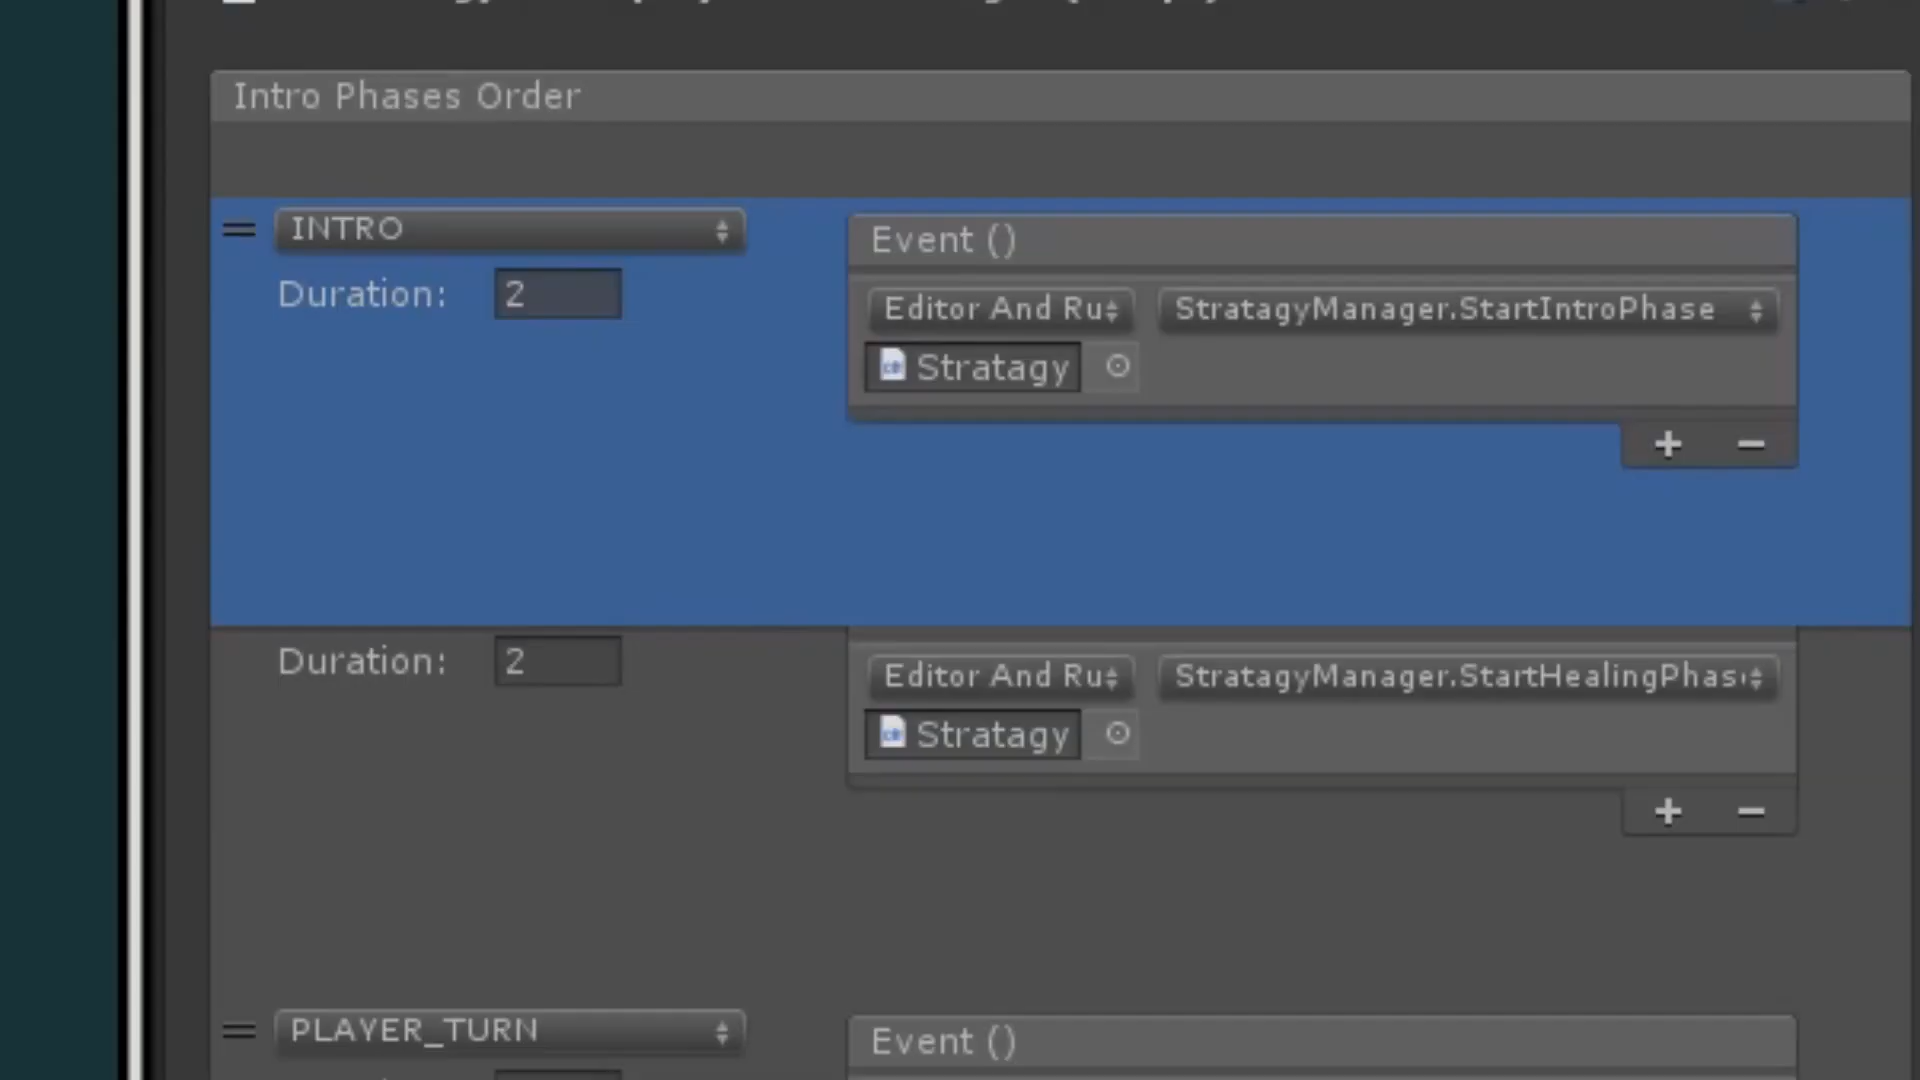 Intro Phases Order
INTRO
Event ()
Duration: 2
Editor And Ru
StratagyManager.StartIntroPhase
Stratagy
+ −
Duration: 2
Editor And Ru
StratagyManager.StartHealingPhas
Stratagy
+ −
PLAYER_TURN
Event ()